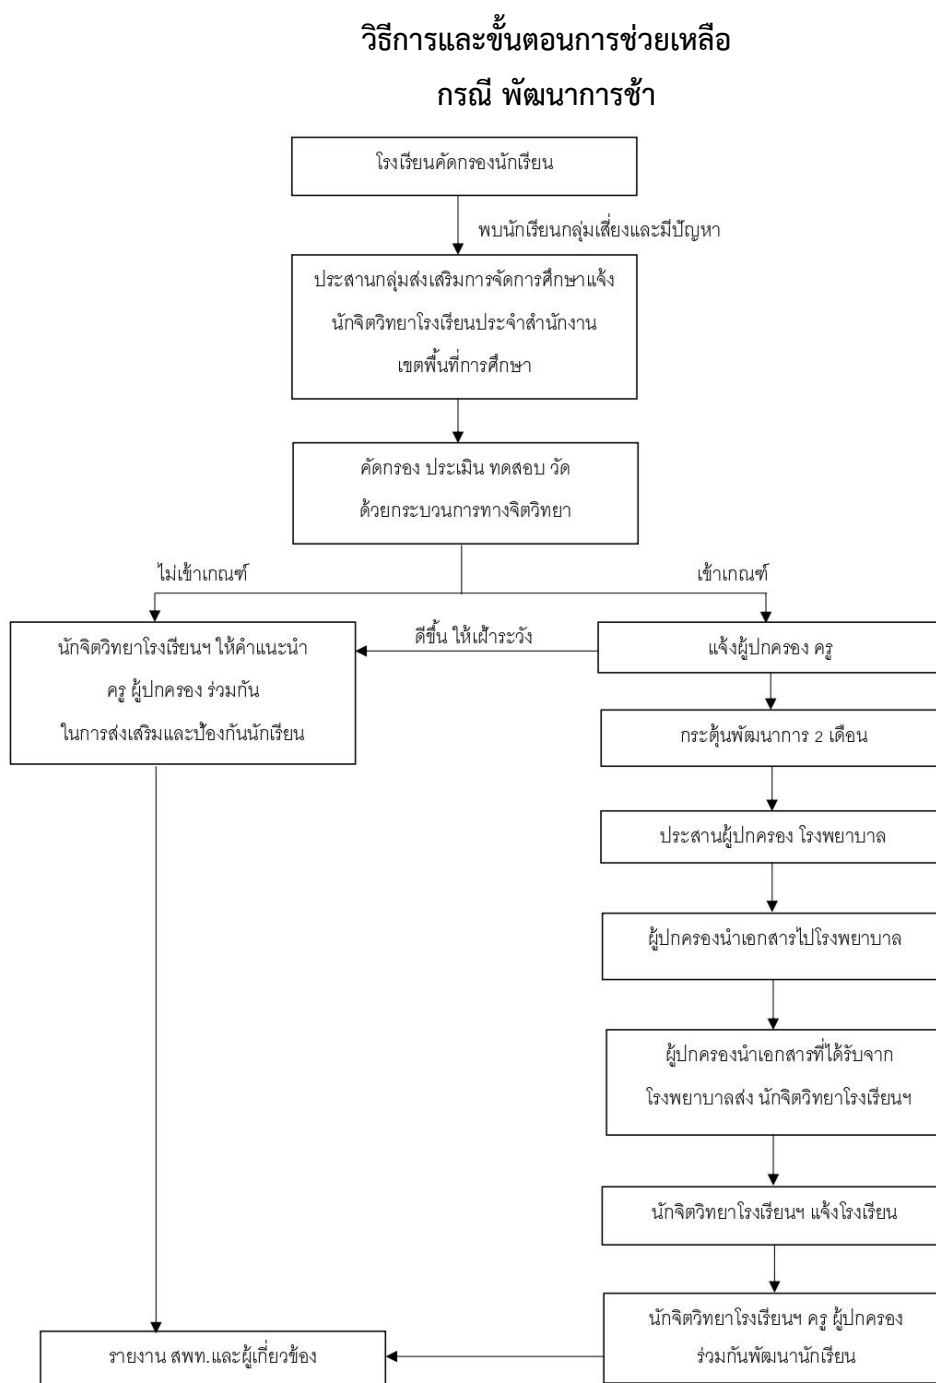 วิธีการและขั้นตอนการช่วยเหลือ
กรณี พัฒนาการช้า
โรงเรียนคัดกรองนักเรียน
พบนักเรียนกลุ่มเสี่ยงและมีปัญหา
ประสานกลุ่มส่งเสริมการจัดการศึกษาแจ้ง
นักจิตวิทยาโรงเรียนประจำสำนักงาน
เขตพื้นที่การศึกษา
คัดกรอง ประเมิน ทดสอบ วัด
ด้วยกระบวนการทางจิตวิทยา
ไม่เข้าเกณฑ์
เข้าเกณฑ์
นักจิตวิทยาโรงเรียนฯ ให้คำแนะนำ
ครู ผู้ปกครอง ร่วมกัน
ในการส่งเสริมและป้องกันนักเรียน
ดีขึ้น ให้เฝ้าระวัง
แจ้งผู้ปกครอง ครู
กระตุ้นพัฒนาการ 2 เดือน
ประสานผู้ปกครอง โรงพยาบาล
ผู้ปกครองนำเอกสารไปโรงพยาบาล
ผู้ปกครองนำเอกสารที่ได้รับจาก
โรงพยาบาลส่ง นักจิตวิทยาโรงเรียนฯ
นักจิตวิทยาโรงเรียนฯ แจ้งโรงเรียน
นักจิตวิทยาโรงเรียนฯ ครู ผู้ปกครอง
ร่วมกันพัฒนานักเรียน
รายงาน สพท.และผู้เกี่ยวข้อง